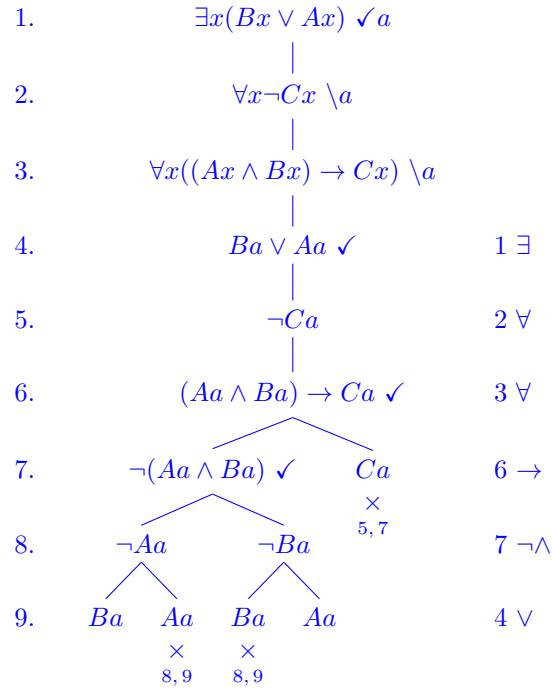 1. ∃x(Bx ∨ Ax) ✓a
2. ∀x¬Cx \a
3. ∀x((Ax ∧ Bx) → Cx) \a
4. Ba ∨ Aa ✓ 1 ∃
5. ¬Ca 2 ∀
6. (Aa ∧ Ba) → Ca ✓ 3 ∀
7. ¬(Aa ∧ Ba) ✓ Ca 6 →
×
5, 7
8. ¬Aa ¬Ba 7 ¬∧
9. Ba Aa Ba Aa 4 ∨
× ×
8, 9 8, 9